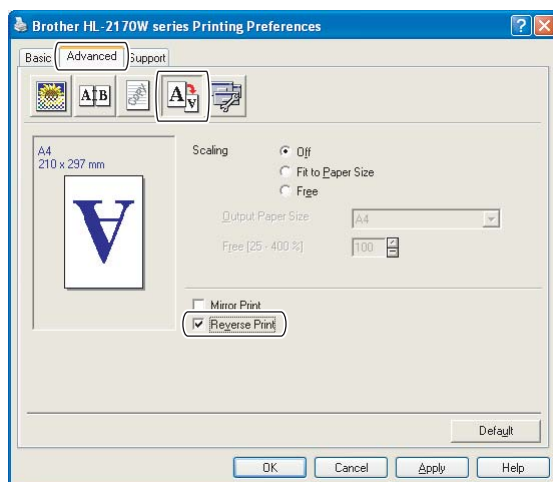 Brother HL-2170W series Printing Preferences
Basic Advanced Support
A B
A A
A4
210 x 297 mm
A
Scaling
Off
Fit to Paper Size
Free
Output Paper Size A4
Free [25 - 400 %] 100
Mirror Print
Reverse Print
Default
OK Cancel Apply Help